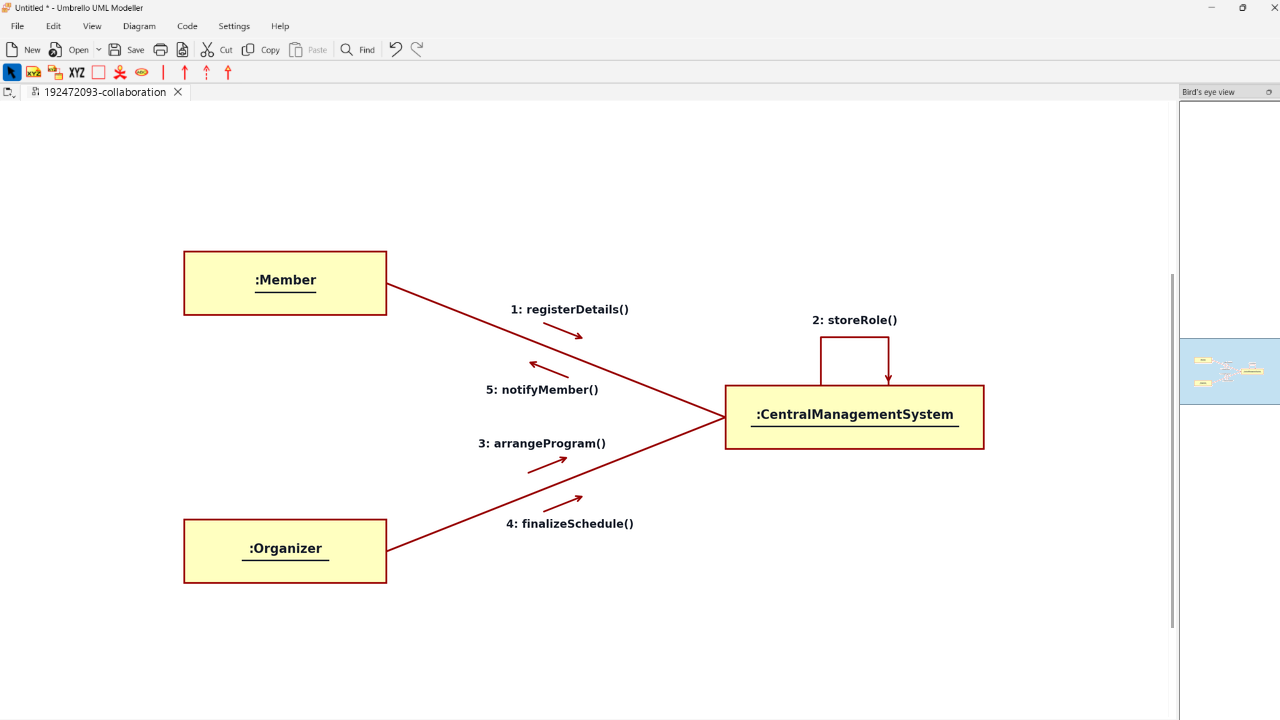 Untitled * - Umbrello UML Modeller
File Edit View Diagram Code Settings Help
New Open Save Cut Copy Paste Find
XYZ
192472093-collaboration
Bird's eye view
:Member
1: registerDetails()
2: storeRole()
5: notifyMember()
:CentralManagementSystem
3: arrangeProgram()
4: finalizeSchedule()
:Organizer